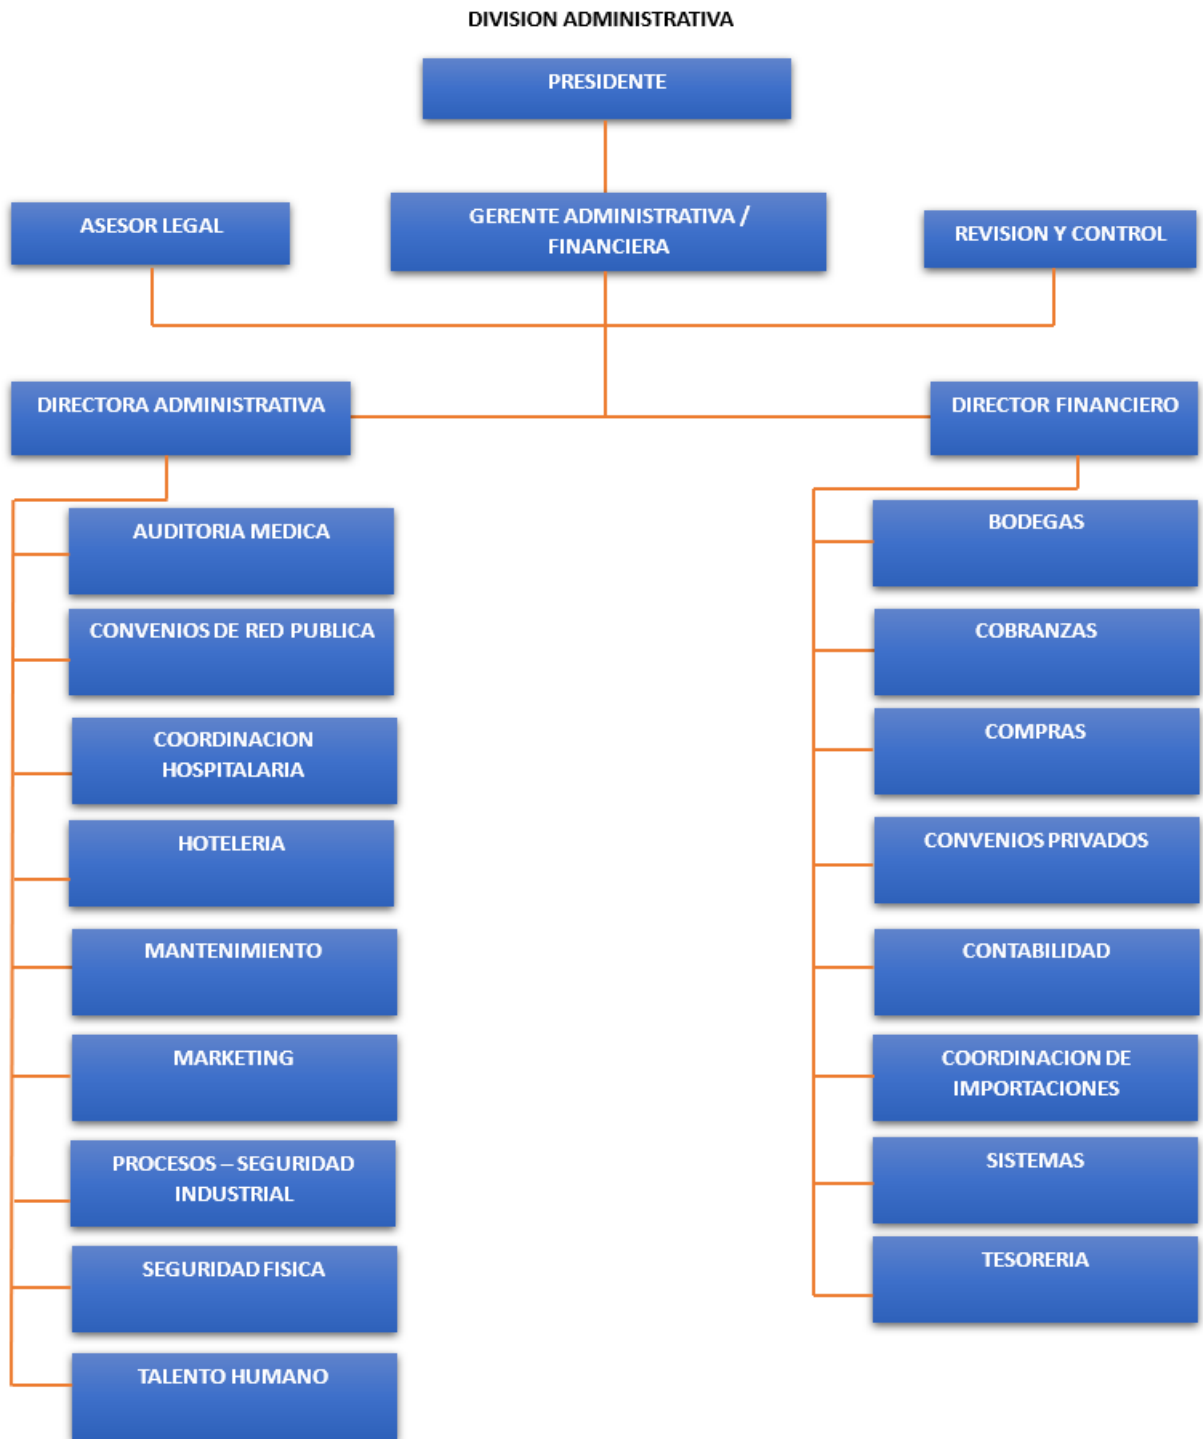 DIVISION ADMINISTRATIVA
PRESIDENTE
ASESOR LEGAL
GERENTE ADMINISTRATIVA /
FINANCIERA
REVISION Y CONTROL
DIRECTORA ADMINISTRATIVA
DIRECTOR FINANCIERO
AUDITORIA MEDICA
CONVENIOS DE RED PUBLICA
COORDINACION
HOSPITALARIA
HOTELERIA
MANTENIMIENTO
MARKETING
PROCESOS – SEGURIDAD
INDUSTRIAL
SEGURIDAD FISICA
TALENTO HUMANO
BODEGAS
COBRANZAS
COMPRAS
CONVENIOS PRIVADOS
CONTABILIDAD
COORDINACION DE
IMPORTACIONES
SISTEMAS
TESORERIA